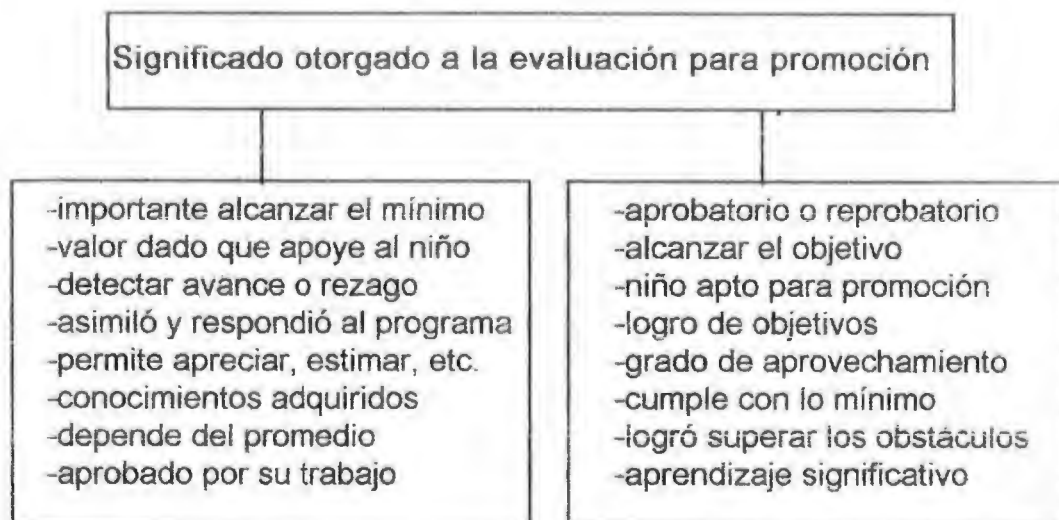 Significado otorgado a la evaluación para promoción
-importante alcanzar el mínimo
-valor dado que apoye al niño
-detectar avance o rezago
-asimiló y respondió al programa
-permite apreciar, estimar, etc.
-conocimientos adquiridos
-depende del promedio
-aprobado por su trabajo
-aprobatorio o reprobatorio
-alcanzar el objetivo
-niño apto para promoción
-logro de objetivos
-grado de aprovechamiento
-cumple con lo mínimo
-logró superar los obstáculos
-aprendizaje significativo